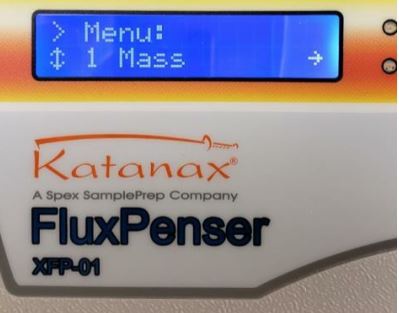 > Menu:
↕ 1 Mass →
Katanax®
A Spex SamplePrep Company
FluxPenser
XFP-01